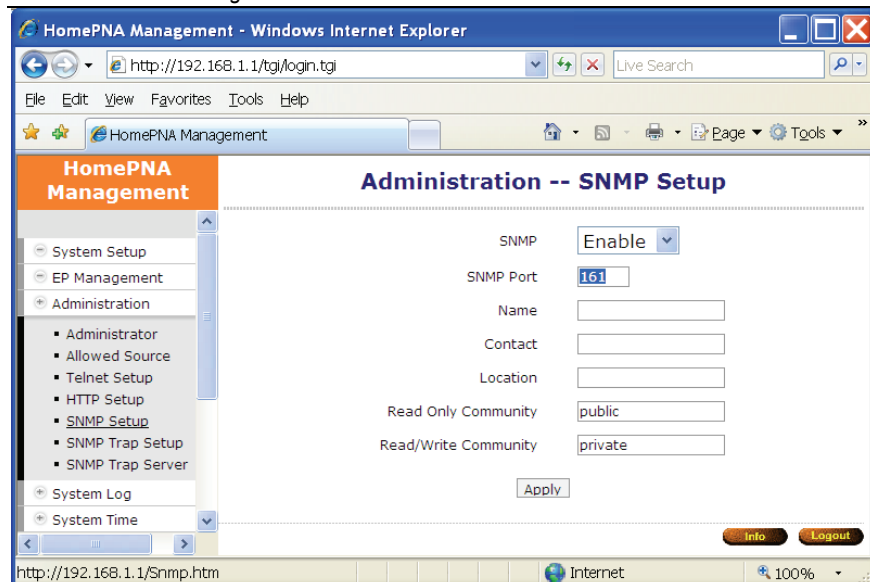 HomePNA Management - Windows Internet Explorer
http://192.168.1.1/tgi/login.tgi
Live Search
File Edit View Favorites Tools Help
HomePNA Management
Page Tools »
HomePNA
Management
System Setup
EP Management
Administration
Administrator
Allowed Source
Telnet Setup
HTTP Setup
SNMP Setup
SNMP Trap Setup
SNMP Trap Server
System Log
System Time
Administration -- SNMP Setup
SNMP Enable
SNMP Port 161
Name
Contact
Location
Read Only Community public
Read/Write Community private
Apply
Info Logout
http://192.168.1.1/Snmp.htm Internet 100%